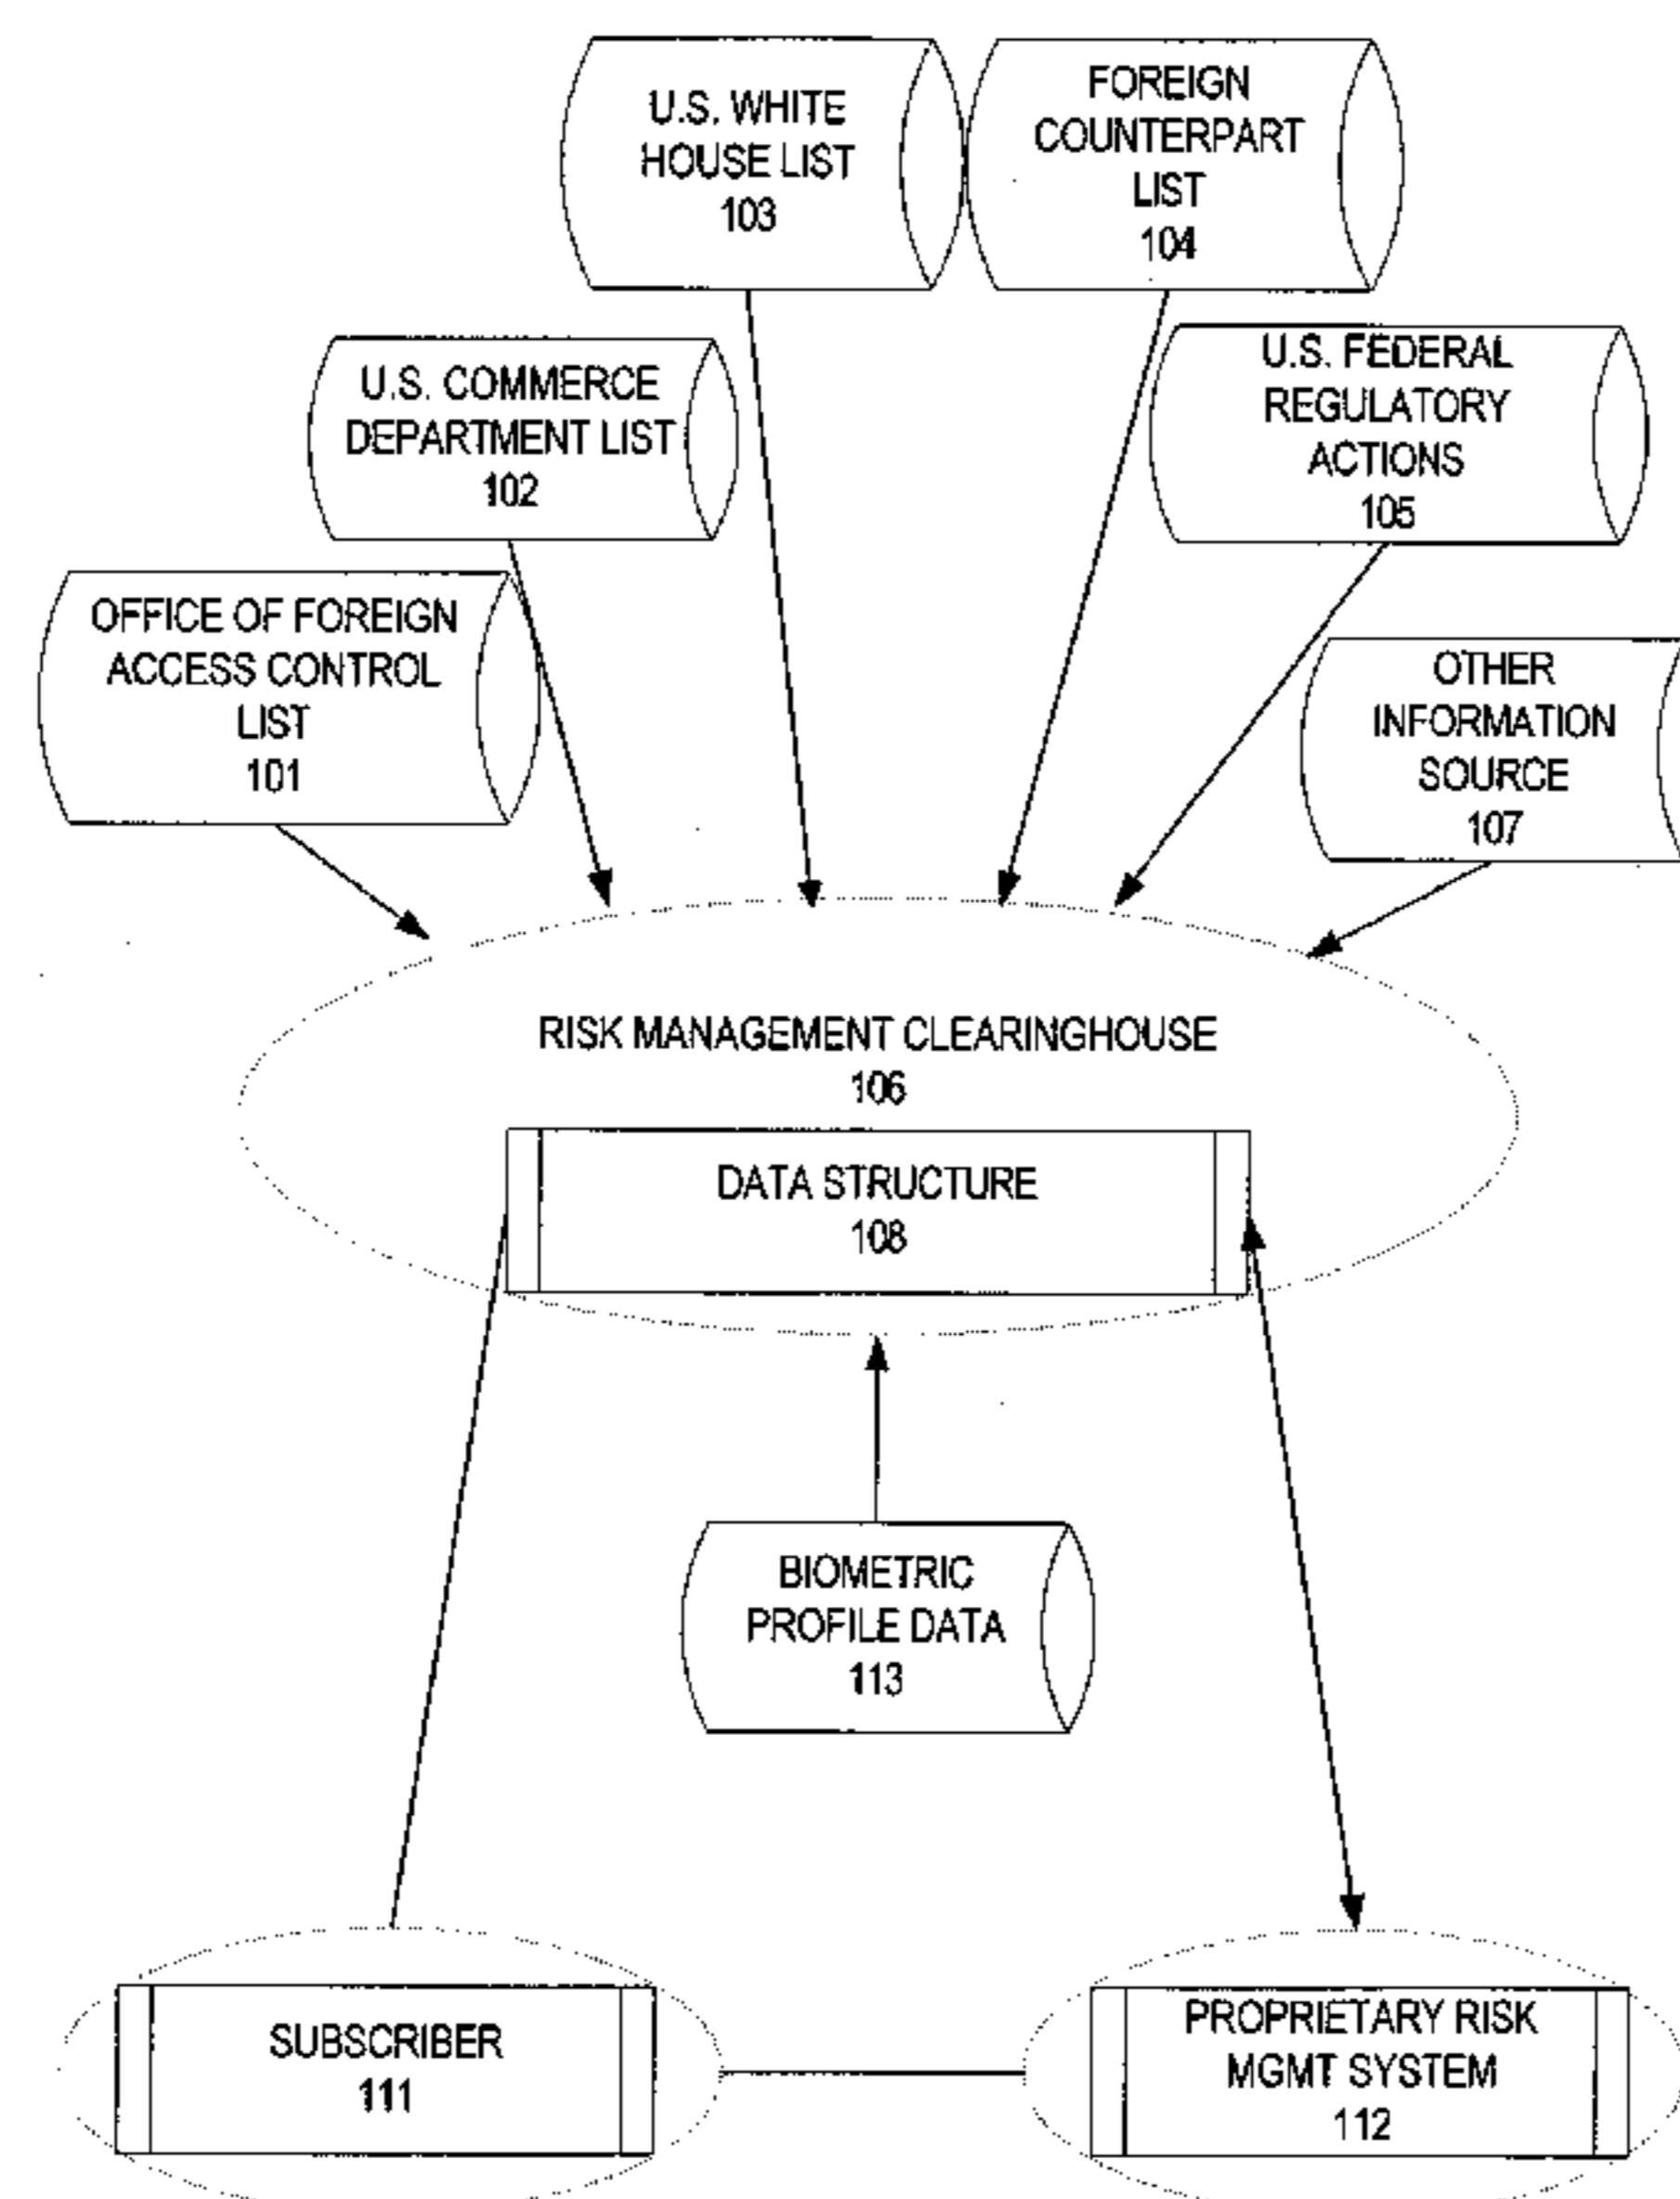 U.S. WHITE
HOUSE LIST
103
FOREIGN
COUNTERPART
LIST
104
U.S. COMMERCE
DEPARTMENT LIST
102
U.S. FEDERAL
REGULATORY
ACTIONS
105
OFFICE OF FOREIGN
ACCESS CONTROL
LIST
101
OTHER
INFORMATION
SOURCE
107
RISK MANAGEMENT CLEARINGHOUSE
106
DATA STRUCTURE
108
BIOMETRIC
PROFILE DATA
113
SUBSCRIBER
111
PROPRIETARY RISK
MGMT SYSTEM
112